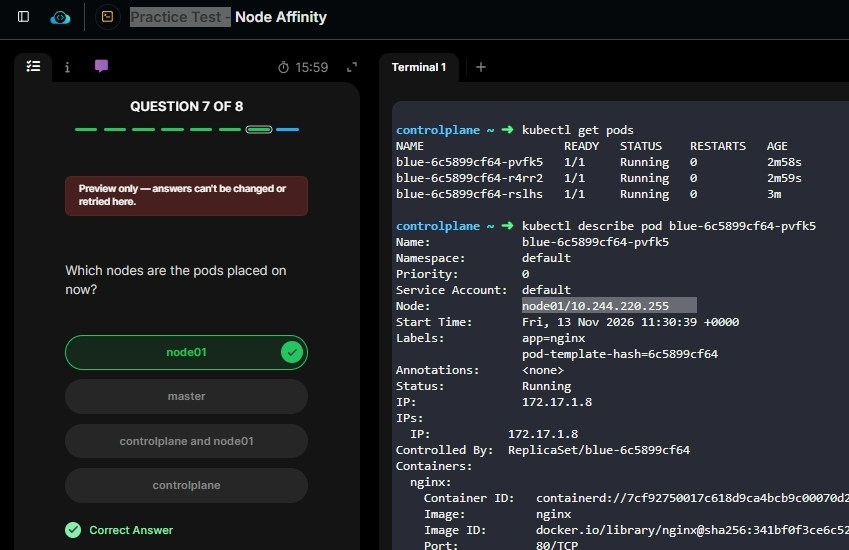 Practice Test - Node Affinity
15:59
QUESTION 7 OF 8
Preview only — answers can't be changed or
retried here.
Which nodes are the pods placed on
now?
node01
master
controlplane and node01
controlplane
Correct Answer
Terminal 1
controlplane ~ ➜ kubectl get pods
NAME READY STATUS RESTARTS AGE
blue-6c5899cf64-pvfk5 1/1 Running 0 2m58s
blue-6c5899cf64-r4rr2 1/1 Running 0 2m59s
blue-6c5899cf64-rslhs 1/1 Running 0 3m
controlplane ~ ➜ kubectl describe pod blue-6c5899cf64-pvfk5
Name: blue-6c5899cf64-pvfk5
Namespace: default
Priority: 0
Service Account: default
Node: node01/10.244.220.255
Start Time: Fri, 13 Nov 2026 11:30:39 +0000
Labels: app=nginx
pod-template-hash=6c5899cf64
Annotations: <none>
Status: Running
IP: 172.17.1.8
IPs:
IP: 172.17.1.8
Controlled By: ReplicaSet/blue-6c5899cf64
Containers:
nginx:
Container ID: containerd://7cf92750017c618d9ca4bcb9c00070d2
Image: nginx
Image ID: docker.io/library/nginx@sha256:341bf0f3ce6c52
Port: 80/TCP